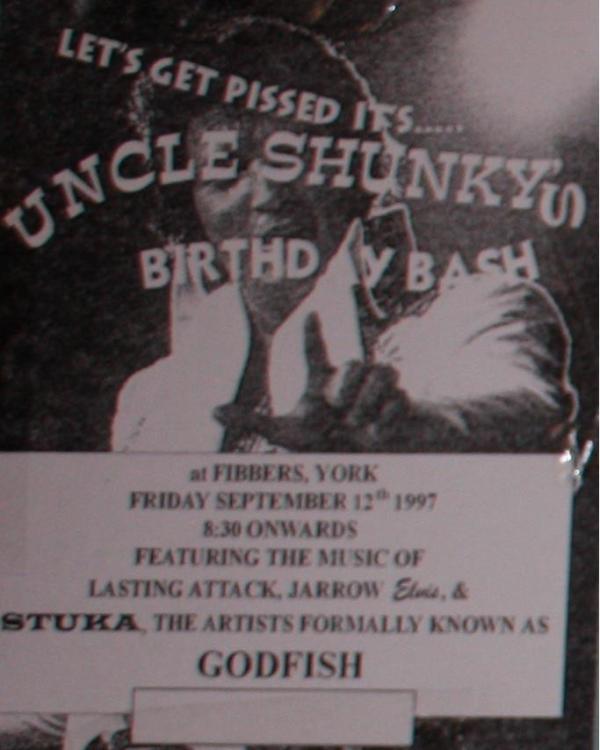 LET'S GET PISSED ITS.....
UNCLE SHUNKY'S
BIRTHDAY BASH
at FIBBERS, YORK
FRIDAY SEPTEMBER 12th 1997
8:30 ONWARDS
FEATURING THE MUSIC OF
LASTING ATTACK, JARROW Elvis, &
STUKA, THE ARTISTS FORMALLY KNOWN AS
GODFISH